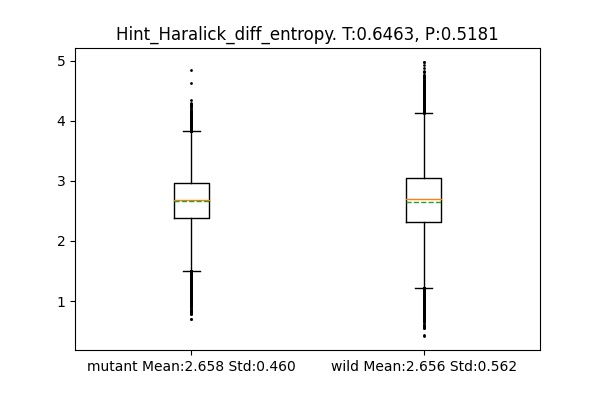 Hint_Haralick_diff_entropy. T:0.6463, P:0.5181
5
4
3
2
1
mutant Mean:2.658 Std:0.460 wild Mean:2.656 Std:0.562